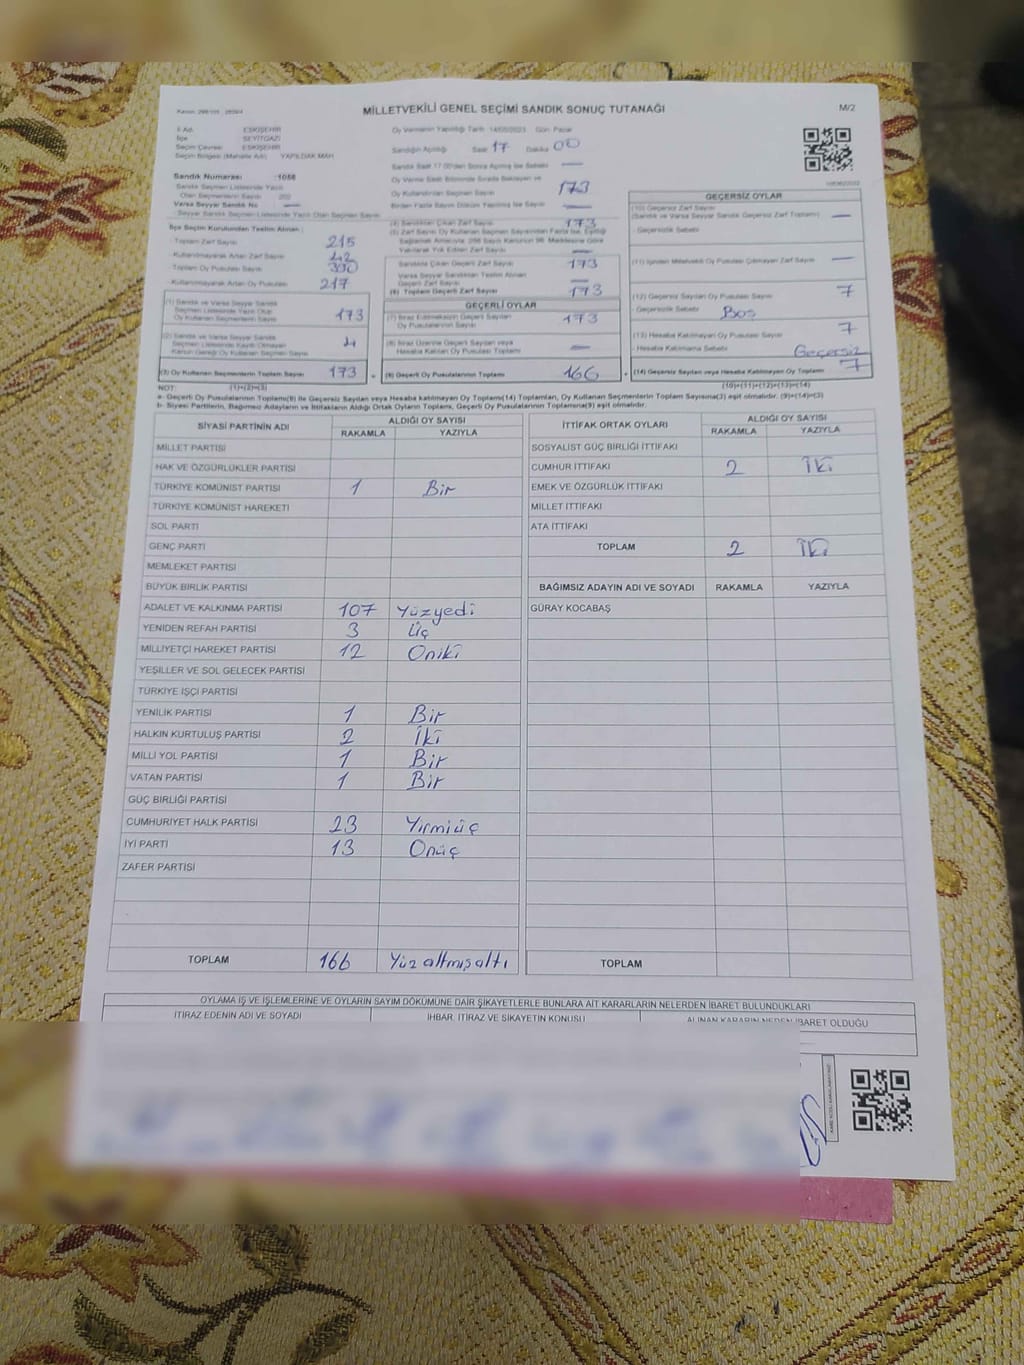 MİLLETVEKİLİ GENEL SEÇİMİ SANDIK SONUÇ TUTANAĞI
M/2
İl Adı ESKİŞEHİR
İlçe SEYİTGAZİ
Seçim Çevresi ESKİŞEHİR
Seçim Bölgesi (Mahalle Adı) YAPILDAK MAH
Sandık Numarası :1058
Sandık Seçmen Listesinde Yazılı
Olan Seçmenlerin Sayısı
Varsa Seyyar Sandık No —
Seyyar Sandık Seçmen Listesinde Yazılı Olan Seçmen Sayısı
İlçe Seçim Kurulundan Teslim Alınan ;
-Toplam Zarf Sayısı 215
-Kullanılmayarak Artan Zarf Sayısı 42
-Toplam Oy Pusulası Sayısı
-Kullanılmayarak Artan Oy Pusulası 217
(1) Sandık ve Varsa Seyyar Sandık
Seçmen Listesinde Yazılı Olup
Oy Kullanan Seçmenlerin Sayısı 173
(2) Sandık ve Varsa Seyyar Sandık
Seçmen Listesinde Kayıtlı Olmayan
Kanun Gereği Oy Kullanan Seçmen Sayısı
(3) Oy Kullanan Seçmenlerin Toplam Sayısı 173
Oy Vermenin Yapıldığı Tarih 14/05/2023 Gün Pazar
Sandığın Açıldığı Saat 17 Dakika 00
Sandık Saat 17:00'den Sonra Açılmış İse Sebebi —
Oy Verme Saati Bitiminde Sırada Bekleyen ve
Oy Kullandırılan Seçmen Sayısı 173
Birden Fazla Sayım Döküm Yapılmış İse Sayısı —
(4) Sandıktan Çıkan Zarf Sayısı 173
(5) Zarf Sayısı Oy Kullanan Seçmen Sayısından Fazla İse, Eşitliği
Sağlamak Amacıyla; 298 Sayılı Kanunun 98. Maddesine Göre
Yakılarak Yok Edilen Zarf Sayısı —
Sandıkta Çıkan Geçerli Zarf Sayısı 173
Varsa Seyyar Sandıktan Teslim Alınan
Geçerli Zarf Sayısı —
(6) Toplam Geçerli Zarf Sayısı 173
GEÇERLİ OYLAR
(7) İtiraz Edilmeksizin Geçerli Sayılan
Oy Pusulalarının Sayısı 173
(8) İtiraz Üzerine Geçerli Sayılan veya
Hesaba Katılan Oy Pusulası Toplamı —
(9) Geçerli Oy Pusulalarının Toplamı 166
GEÇERSİZ OYLAR
(10) Geçersiz Zarf Sayısı
(Sandık ve Varsa Seyyar Sandık Geçersiz Zarf Toplamı) —
- Geçersizlik Sebebi
(11) İçinden Milletvekili Oy Pusulası Çıkmayan Zarf Sayısı —
(12) Geçersiz Sayılan Oy Pusulası Sayısı 7
- Geçersizlik Sebebi Boş
(13) Hesaba Katılmayan Oy Pusulası Sayısı 7
- Hesaba Katılmama Sebebi Geçersiz
(14) Geçersiz Sayılan veya Hesaba Katılmayan Oy Toplamı 7
NOT: (1)+(2)=(3) (10)+(11)+(12)+(13)=(14)
a- Geçerli Oy Pusulalarının Toplamı(9) ile Geçersiz Sayılan veya Hesaba Katılmayan Oy Toplamı(14) Toplamları, Oy Kullanan Seçmenlerin Toplam Sayısına(3) eşit olmalıdır. (9)+(14)=(3)
b- Siyasi Partilerin, Bağımsız Adayların ve İttifakların Aldığı Ortak Oyların Toplamı, Geçerli Oy Pusulalarının Toplamına(9) eşit olmalıdır.
SİYASİ PARTİNİN ADI ALDIĞI OY SAYISI
RAKAMLA YAZIYLA
MİLLET PARTİSİ
HAK VE ÖZGÜRLÜKLER PARTİSİ
TÜRKİYE KOMÜNİST PARTİSİ 1 Bir
TÜRKİYE KOMÜNİST HAREKETİ
SOL PARTİ
GENÇ PARTİ
MEMLEKET PARTİSİ
BÜYÜK BİRLİK PARTİSİ
ADALET VE KALKINMA PARTİSİ 107 Yüzyedi
YENİDEN REFAH PARTİSİ 3 Üç
MİLLİYETÇİ HAREKET PARTİSİ 12 Oniki
YEŞİLLER VE SOL GELECEK PARTİSİ
TÜRKİYE İŞÇİ PARTİSİ
YENİLİK PARTİSİ 1 Bir
HALKIN KURTULUŞ PARTİSİ 2 İki
MİLLİ YOL PARTİSİ 1 Bir
VATAN PARTİSİ 1 Bir
GÜÇ BİRLİĞİ PARTİSİ
CUMHURİYET HALK PARTİSİ 23 Yirmiüç
İYİ PARTİ 13 Onüç
ZAFER PARTİSİ
TOPLAM 166 Yüz altmışaltı
İTTİFAK ORTAK OYLARI ALDIĞI OY SAYISI
RAKAMLA YAZIYLA
SOSYALİST GÜÇ BİRLİĞİ İTTİFAKI
CUMHUR İTTİFAKI 2 İki
EMEK VE ÖZGÜRLÜK İTTİFAKI
MİLLET İTTİFAKI
ATA İTTİFAKI
TOPLAM 2 İki
BAĞIMSIZ ADAYIN ADI VE SOYADI RAKAMLA YAZIYLA
GÜRAY KOCABAŞ
TOPLAM
OYLAMA İŞ VE İŞLEMLERİNE VE OYLARIN SAYIM DÖKÜMÜNE DAİR ŞİKAYETLERLE BUNLARA AİT KARARLARIN NELERDEN İBARET BULUNDUKLARI
İTİRAZ EDENİN ADI VE SOYADI İHBAR, İTİRAZ VE ŞİKAYETİN KONUSU ALINAN KARARIN NEDEN İBARET OLDUĞU